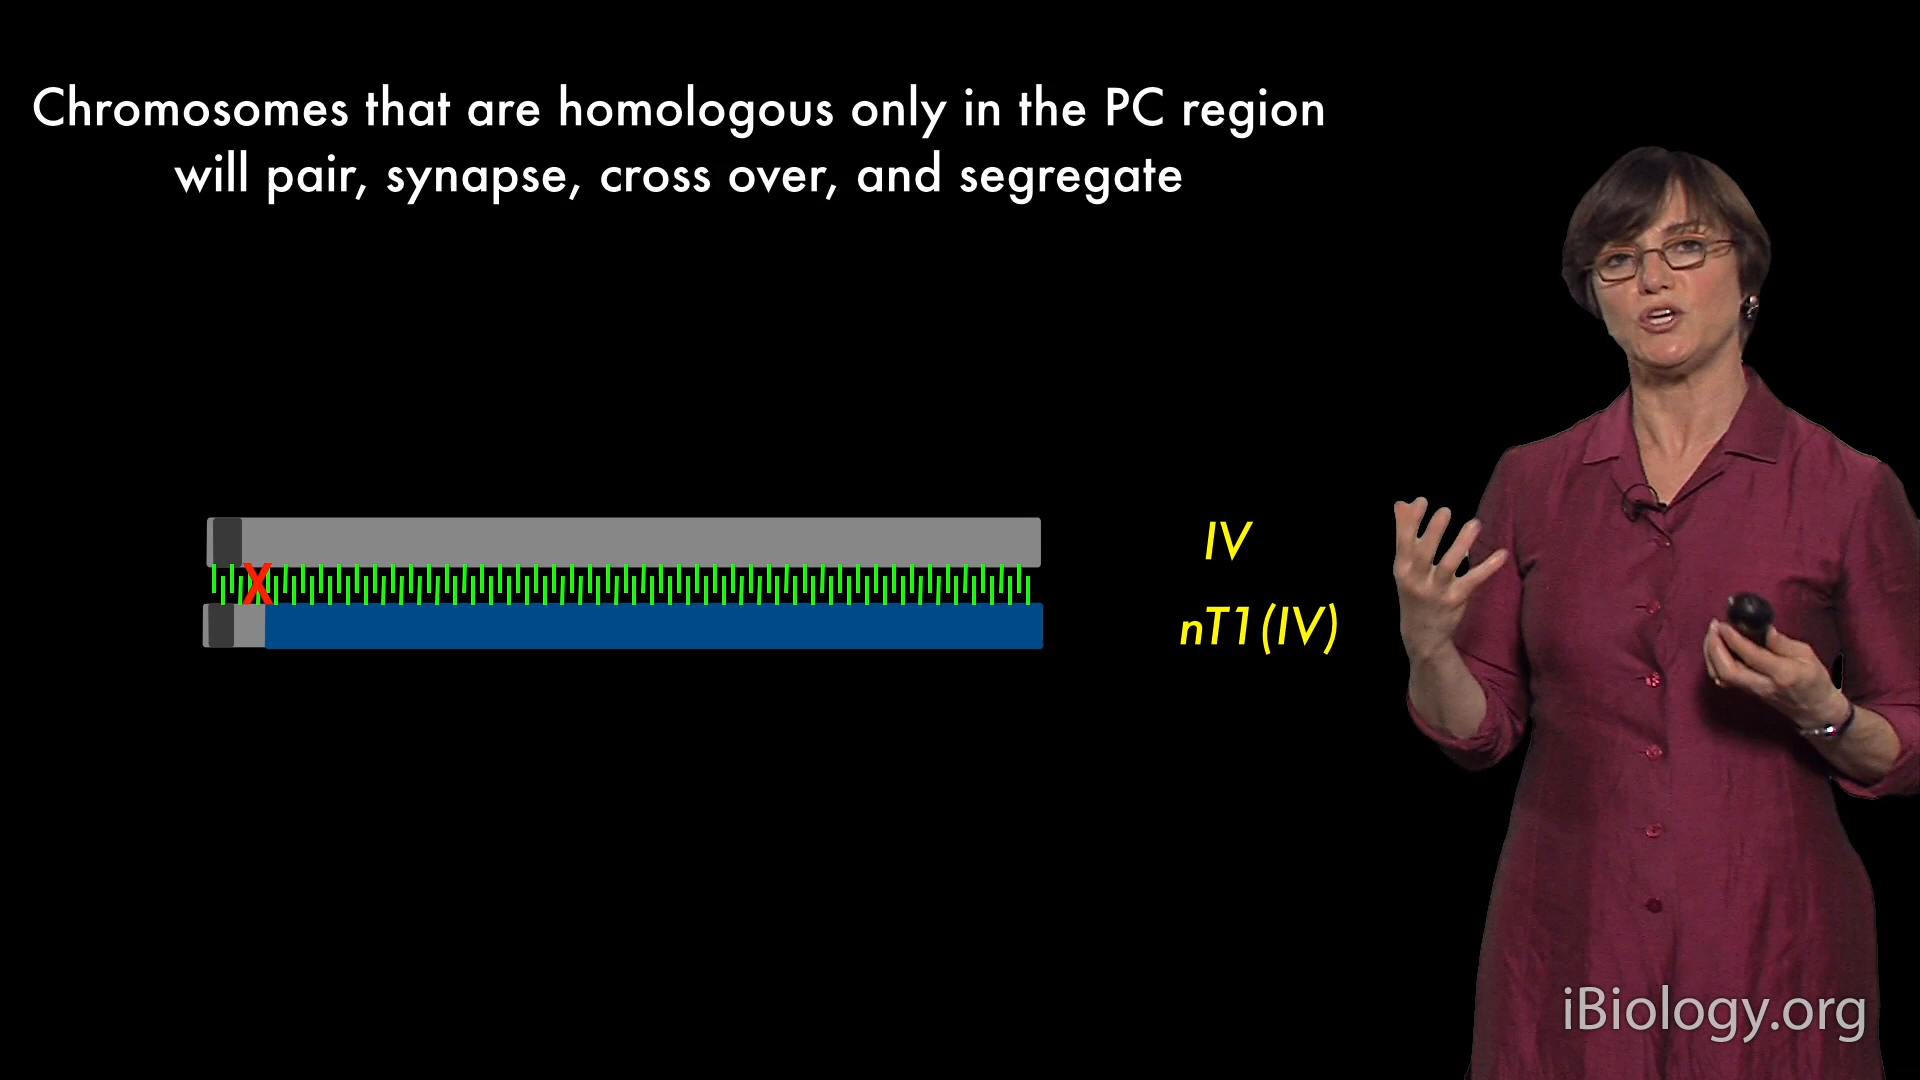 Chromosomes that are homologous only in the PC region
will pair, synapse, cross over, and segregate
X
IV
nT1(IV)
iBiology.org